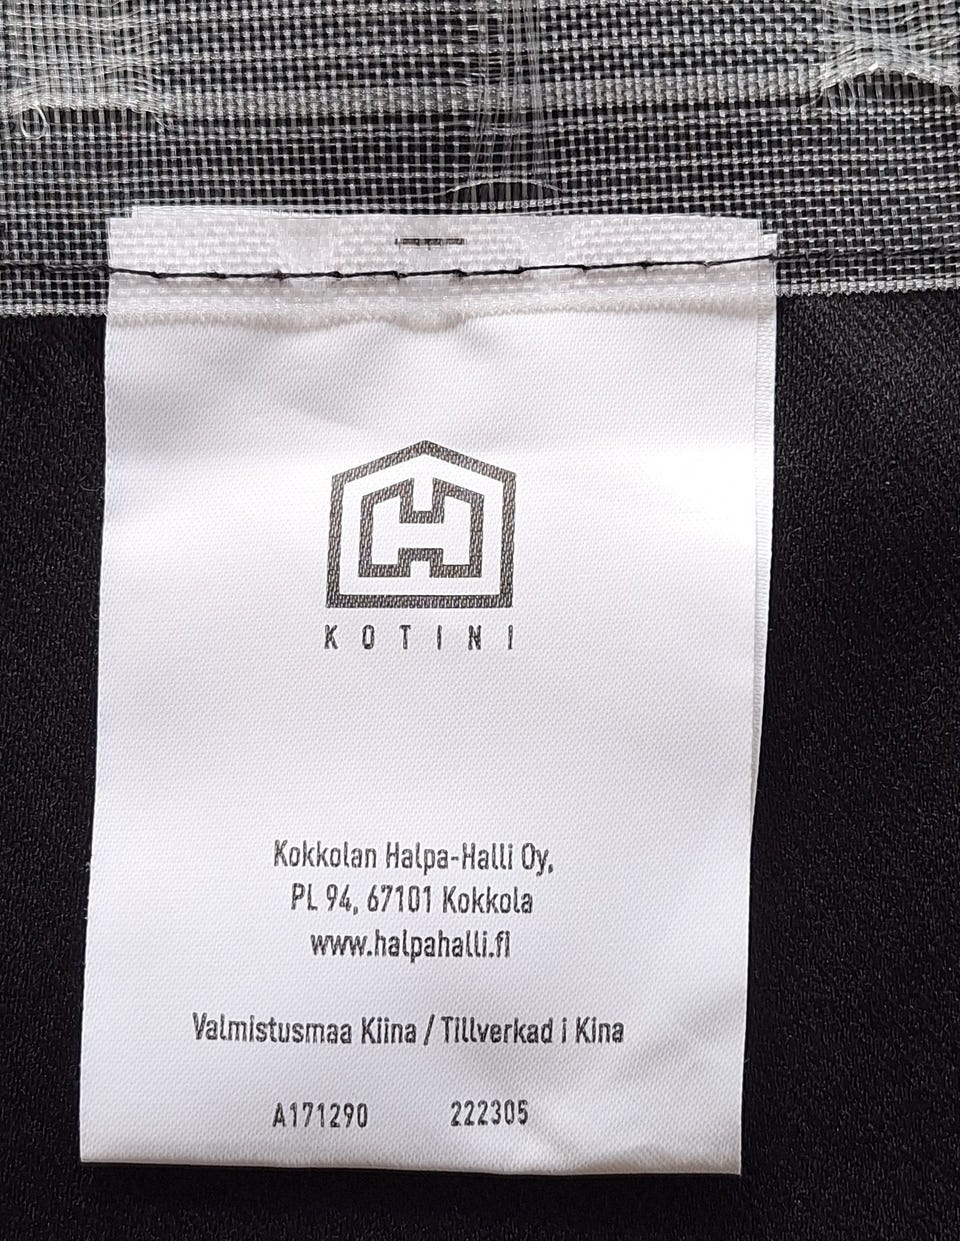 KOTINI
Kokkolan Halpa-Halli Oy,
PL 94, 67101 Kokkola
www.halpahalli.fi
Valmistusmaa Kiina / Tillverkad i Kina
A171290 222305